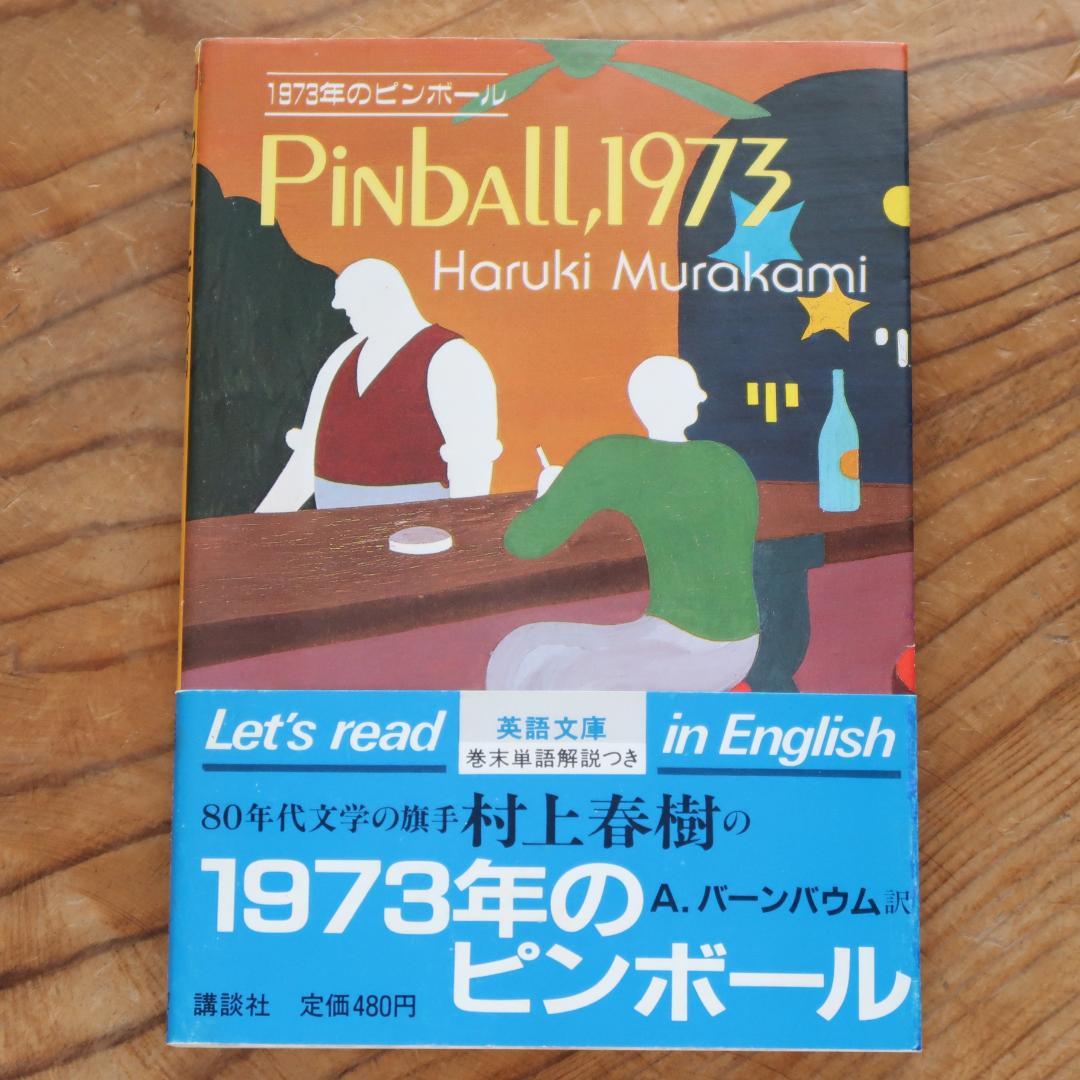 1973年のピンボール
Pinball,1973
Haruki Murakami
Let's read
英語文庫
巻末単語解説つき
in English
80年代文学の旗手村上春樹の
1973年の
A.バーンバウム訳
ピンボール
講談社 定価480円